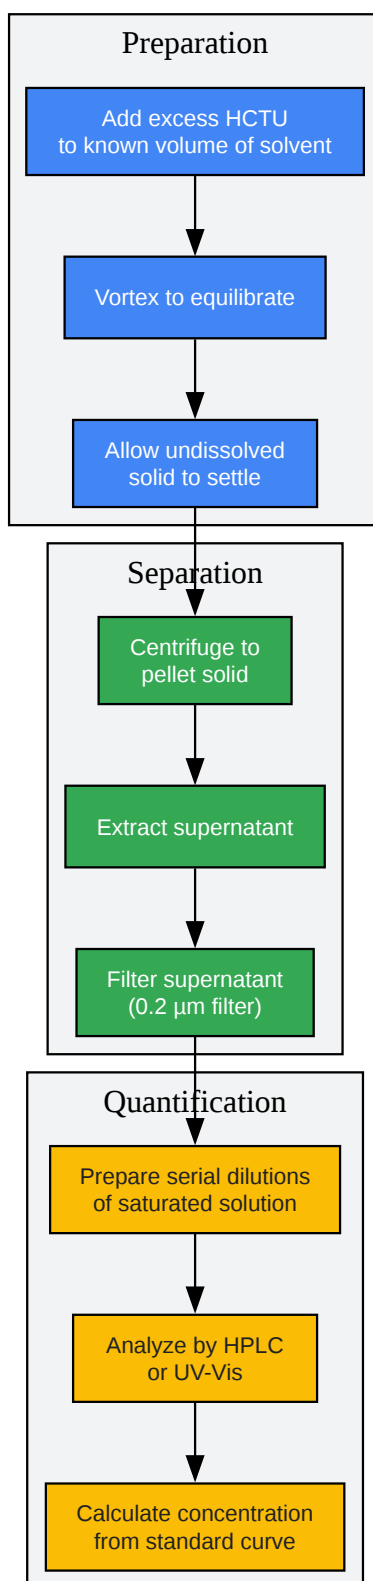 Preparation
Add excess HCTU
to known volume of solvent
Vortex to equilibrate
Allow undissolved
solid to settle
Separation
Centrifuge to
pellet solid
Extract supernatant
Filter supernatant
(0.2 µm filter)
Quantification
Prepare serial dilutions
of saturated solution
Analyze by HPLC
or UV-Vis
Calculate concentration
from standard curve